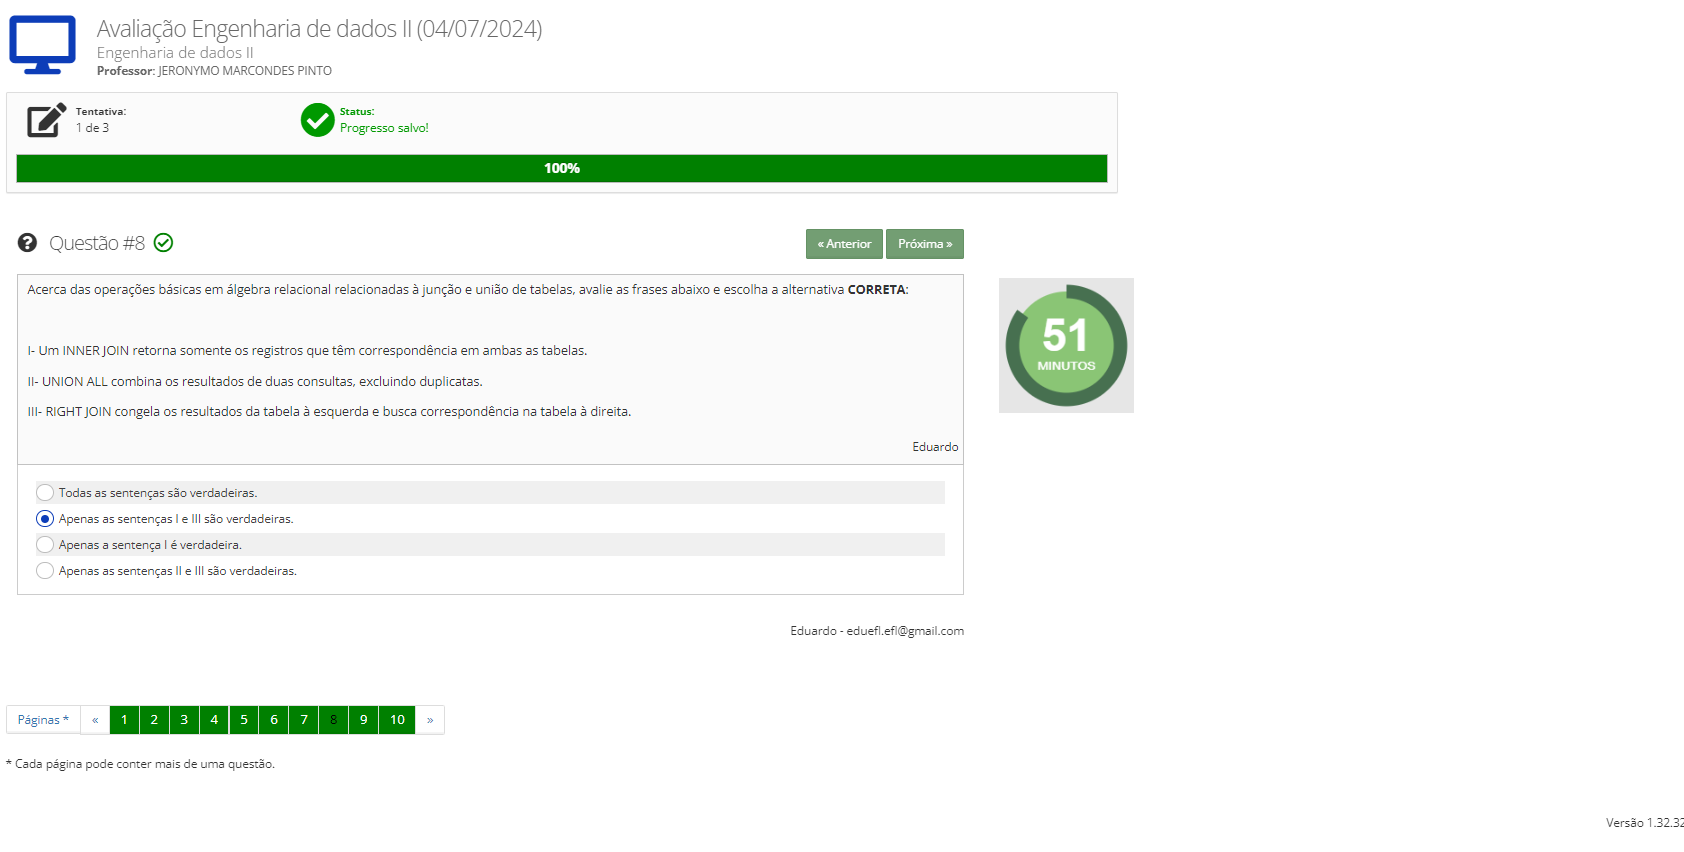 Avaliação Engenharia de dados II (04/07/2024)
Engenharia de dados II
Professor: JERONYMO MARCONDES PINTO
Tentativa:
1 de 3
Status:
Progresso salvo!
100%
Questão #8
« Anterior
Próxima »
Acerca das operações básicas em álgebra relacional relacionadas à junção e união de tabelas, avalie as frases abaixo e escolha a alternativa CORRETA:
I- Um INNER JOIN retorna somente os registros que têm correspondência em ambas as tabelas.
II- UNION ALL combina os resultados de duas consultas, excluindo duplicatas.
III- RIGHT JOIN congela os resultados da tabela à esquerda e busca correspondência na tabela à direita.
Eduardo
51
MINUTOS
Todas as sentenças são verdadeiras.
Apenas as sentenças I e III são verdadeiras.
Apenas a sentença I é verdadeira.
Apenas as sentenças II e III são verdadeiras.
Eduardo - eduefl.efl@gmail.com
Páginas * « 1 2 3 4 5 6 7 8 9 10 »
* Cada página pode conter mais de uma questão.
Versão 1.32.32